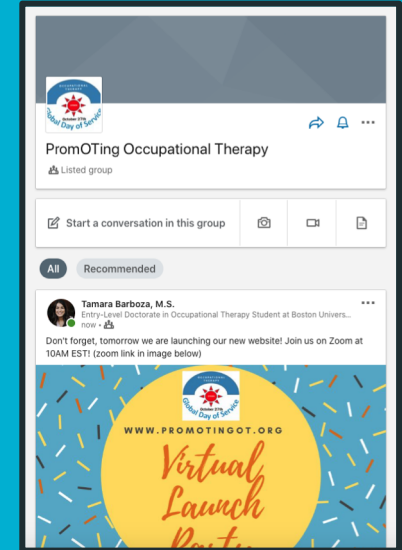 OCCUPATIONAL
THERAPY
October 27th
Global Day of Service
PromOTing Occupational Therapy
Listed group
Start a conversation in this group
All
Recommended
Tamara Barboza, M.S.
Entry-Level Doctorate in Occupational Therapy Student at Boston Univers...
now •
Don't forget, tomorrow we are launching our new website! Join us on Zoom at
10AM EST! (zoom link in image below)
October 27th
Global Day of Service
WWW.PROMOTINGOT.ORG
Virtual
Launch
Party